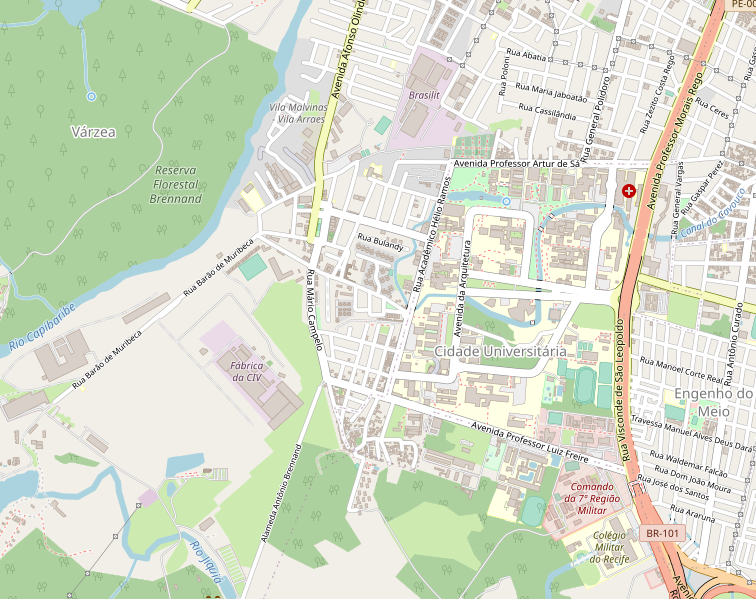 PE-00
Avenida Afonso Olind
Rua Abatia
Rua Poloni
Rua Maria Jaboatão
Rua Cassilândia
Rua General Polidoro
Rua Zezito Costa Rego
Avenida Professor Morais Rego
Rua Ceres
Brasilit
Vila Malvinas
Vila Arraes
Várzea
Reserva
Florestal
Brennand
Avenida Professor Artur de Sá
Rua General Vargas
Rua Gaspar Perez
Canal do Cavouco
Rua Acadêmico Hélio Ramos
Rua Bulandy
Avenida da Arquitetura
Rua Barão de Muribeca
Rio Capibaribe
Rua Mário Campelo
Rua Barão de Muribeca
Fábrica
da CIV
Cidade Universitária
Rua Visconde de São Leopoldo
Rua Antônio Curado
Rua Manoel Corte Real
Engenho do
Meio
Travessa Manuel Alves Deus Dará
Avenida Professor Luiz Freire
Rua Waldemar Falcão
Rua Dom João Moura
Rua José dos Santos
Rua Araruna
Alameda Antônio Brennand
Comando
da 7ª Região
Militar
BR-101
Colégio
Militar
do Recife
Rio Jiquiá
Aveni